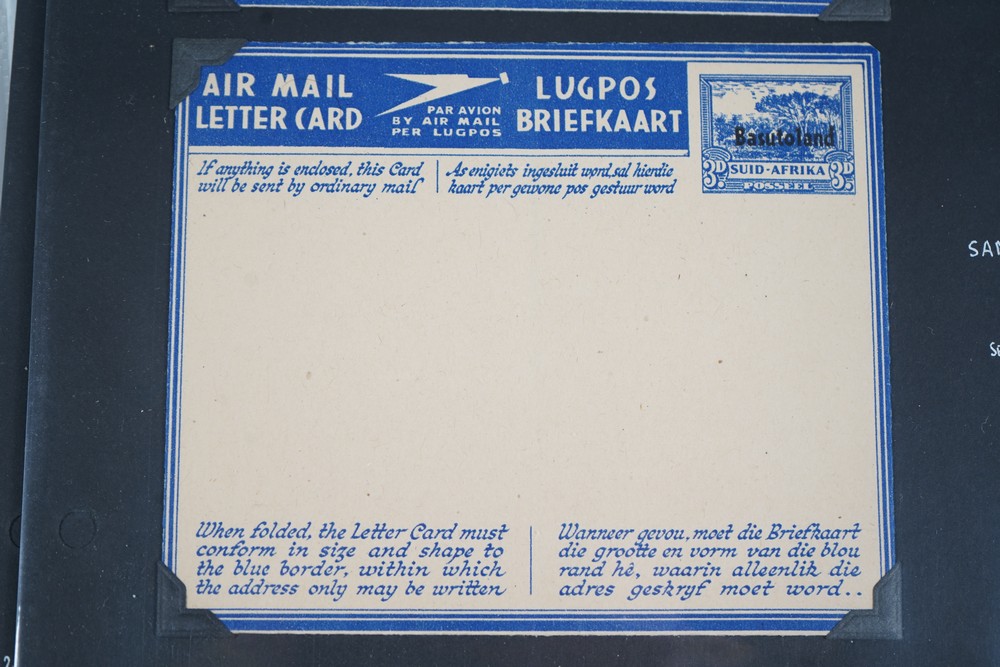 AIR MAIL
LETTER CARD
PAR AVION
BY AIR MAIL
PER LUGPOS
LUGPOS
BRIEFKAART
Basutoland
3D SUID-AFRIKA 3D
POSSEËL
If anything is enclosed, this Card
will be sent by ordinary mail
As enigiets ingesluit word, sal hierdie
kaart per gewone pos gestuur word
SAN
When folded, the Letter Card must
conform in size and shape to
the blue border, within which
the address only may be written
Wanneer gevou, moet die Briefkaart
die grootte en vorm van die blou
rand hê, waarin alleenlik die
adres geskryf moet word..
2